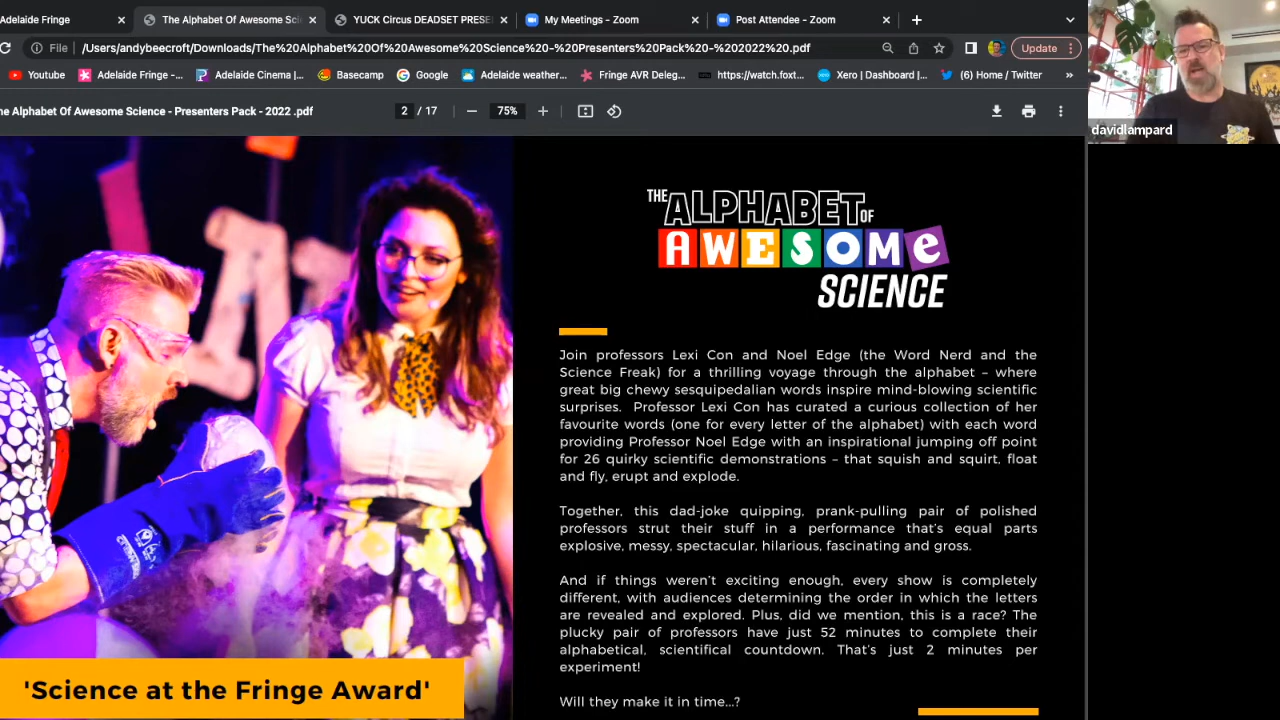 Adelaide Fringe
The Alphabet Of Awesome Sci
YUCK Circus DEADSET PRESE
My Meetings - Zoom
Post Attendee - Zoom
File
/Users/andybeecroft/Downloads/The%20Alphabet%20Of%20Awesome%20Science%20-%20Presenters%20Pack%20-%202022%20.pdf
Update
Youtube
Adelaide Fringe -...
Adelaide Cinema |...
Basecamp
Google
Adelaide weather...
Fringe AVR Deleg...
https://watch.foxt...
Xero | Dashboard |...
(6) Home / Twitter
»
he Alphabet Of Awesome Science - Presenters Pack - 2022 .pdf
2 / 17
75%
davidlampard
THE ALPHABET OF
AWESOMe
SCIENCE
Join professors Lexi Con and Noel Edge (the Word Nerd and the
Science Freak) for a thrilling voyage through the alphabet – where
great big chewy sesquipedalian words inspire mind-blowing scientific
surprises. Professor Lexi Con has curated a curious collection of her
favourite words (one for every letter of the alphabet) with each word
providing Professor Noel Edge with an inspirational jumping off point
for 26 quirky scientific demonstrations – that squish and squirt, float
and fly, erupt and explode.
Together, this dad-joke quipping, prank-pulling pair of polished
professors strut their stuff in a performance that's equal parts
explosive, messy, spectacular, hilarious, fascinating and gross.
And if things weren't exciting enough, every show is completely
different, with audiences determining the order in which the letters
are revealed and explored. Plus, did we mention, this is a race? The
plucky pair of professors have just 52 minutes to complete their
alphabetical, scientifical countdown. That's just 2 minutes per
experiment!
Will they make it in time...?
'Science at the Fringe Award'